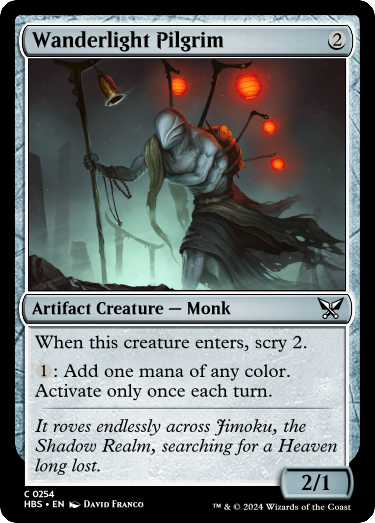 Wanderlight Pilgrim 2
Artifact Creature — Monk
When this creature enters, scry 2.
1: Add one mana of any color.
Activate only once each turn.
It roves endlessly across Jimoku, the
Shadow Realm, searching for a Heaven
long lost.
2/1
C 0254
HBS • EN David Franco
™ & © 2024 Wizards of the Coast